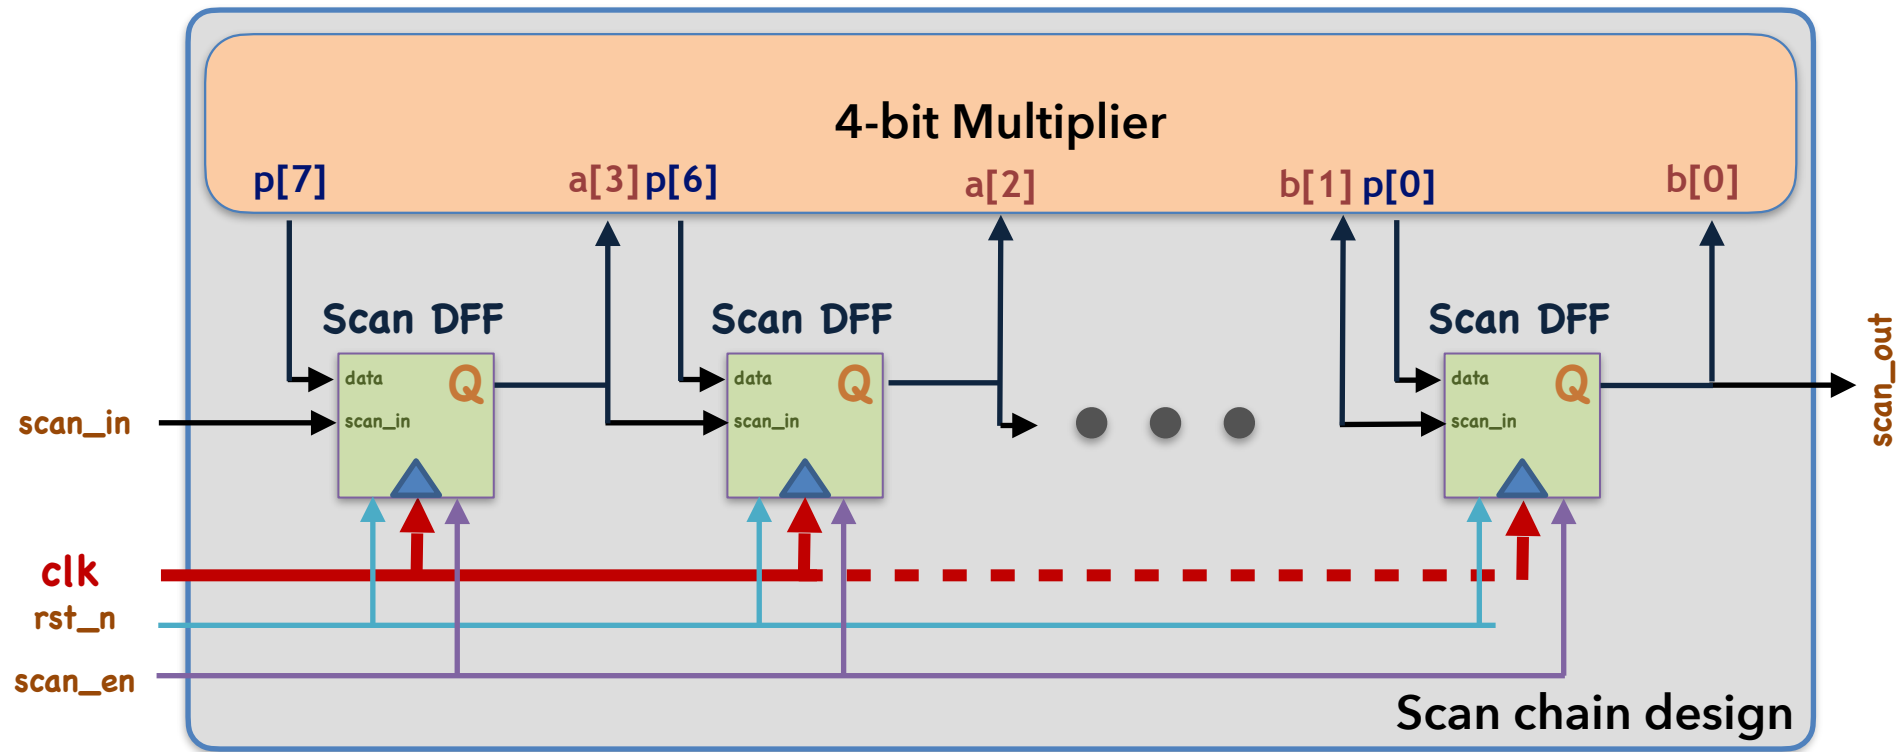 4-bit Multiplier
p[7] a[3] p[6] a[2] b[1] p[0] b[0]
Scan DFF Scan DFF Scan DFF
data Q data Q data Q
scan_in scan_in scan_in scan_in
scan_out
clk
rst_n
scan_en
Scan chain design